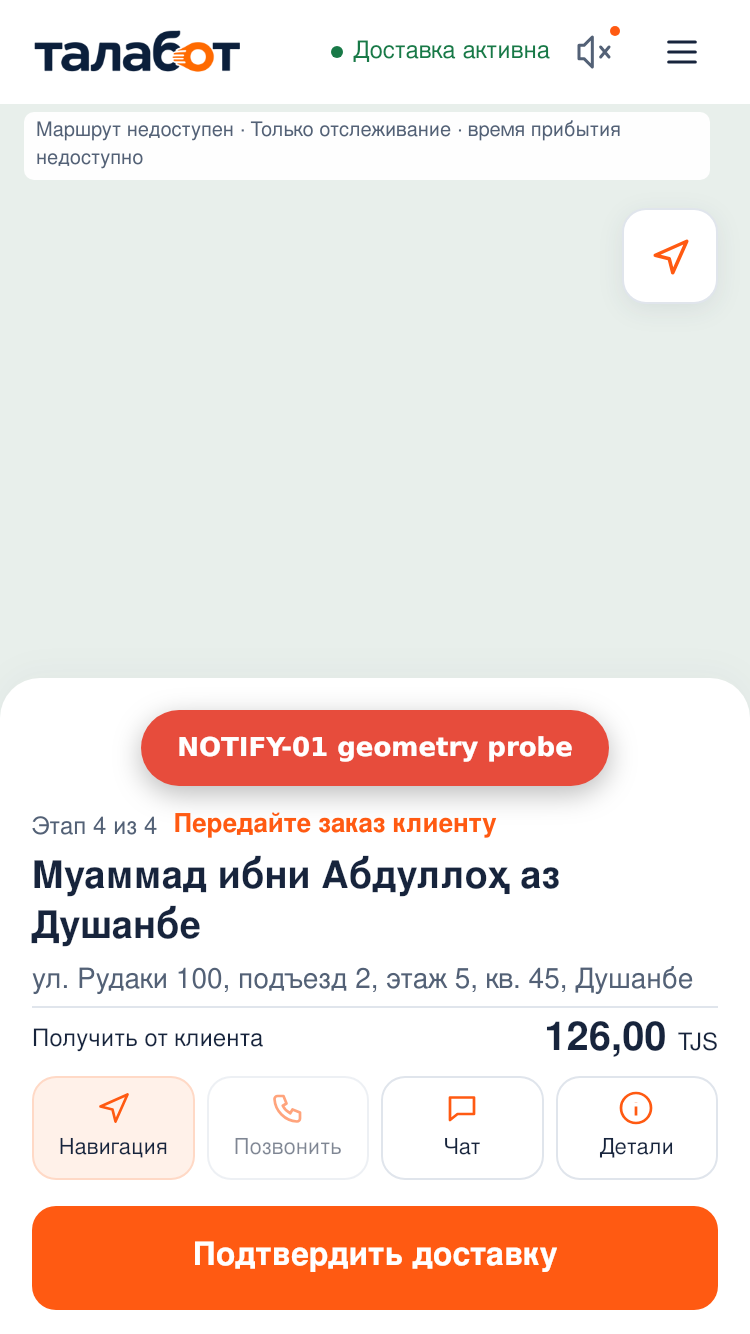 талабот
Доставка активна
Маршрут недоступен · Только отслеживание · время прибытия
недоступно
NOTIFY-01 geometry probe
Этап 4 из 4 Передайте заказ клиенту
Муаммад ибни Абдуллоҳ аз
Душанбе
ул. Рудаки 100, подъезд 2, этаж 5, кв. 45, Душанбе
Получить от клиента 126,00 TJS
Навигация Позвонить Чат Детали
Подтвердить доставку